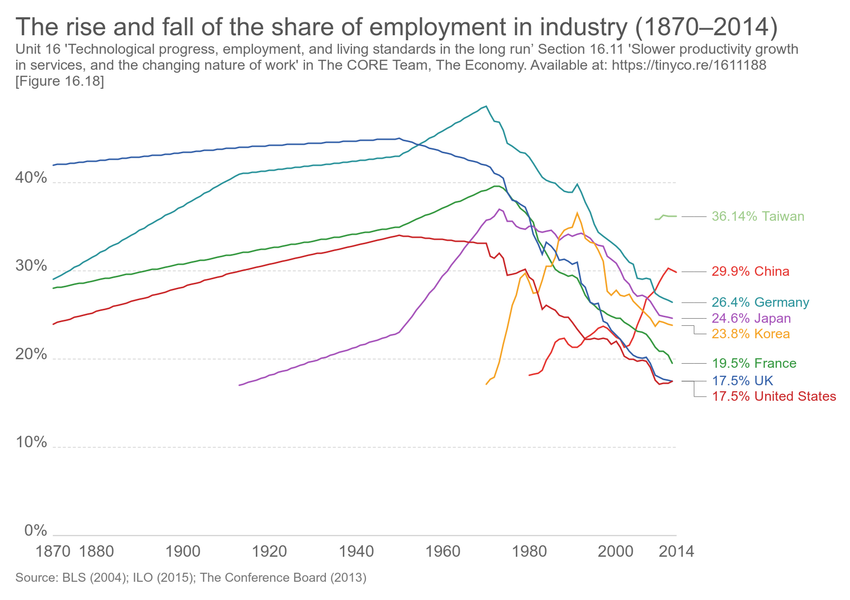 The rise and fall of the share of employment in industry (1870–2014)
Unit 16 'Technological progress, employment, and living standards in the long run' Section 16.11 'Slower productivity growth
in services, and the changing nature of work' in The CORE Team, The Economy. Available at: https://tinyco.re/1611188
[Figure 16.18]
40%
30%
20%
10%
0%
36.14% Taiwan
29.9% China
26.4% Germany
24.6% Japan
23.8% Korea
19.5% France
17.5% UK
17.5% United States
1870 1880 1900 1920 1940 1960 1980 2000 2014
Source: BLS (2004); ILO (2015); The Conference Board (2013)